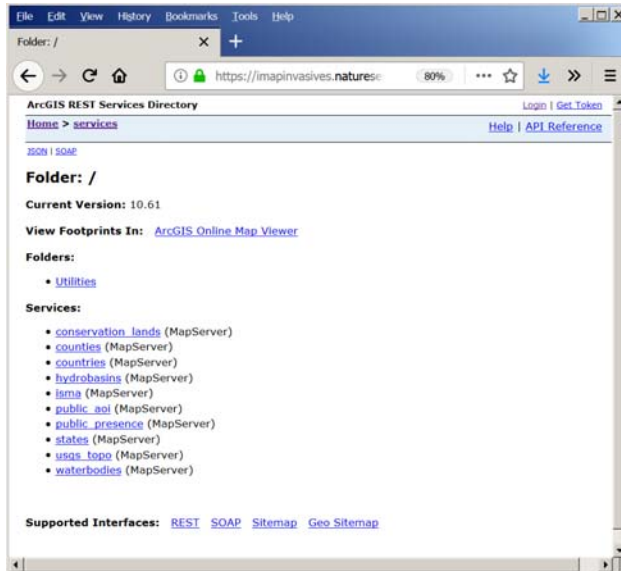 File Edit View History Bookmarks Tools Help
Folder: /
https://imapinvasives.naturese 80%
ArcGIS REST Services Directory Login | Get Token
Home > services Help | API Reference
JSON | SOAP
Folder: /
Current Version: 10.61
View Footprints In: ArcGIS Online Map Viewer
Folders:
• Utilities
Services:
• conservation_lands (MapServer)
• counties (MapServer)
• countries (MapServer)
• hydrobasins (MapServer)
• isma (MapServer)
• public_aoi (MapServer)
• public_presence (MapServer)
• states (MapServer)
• usgs_topo (MapServer)
• waterbodies (MapServer)
Supported Interfaces: REST SOAP Sitemap Geo Sitemap